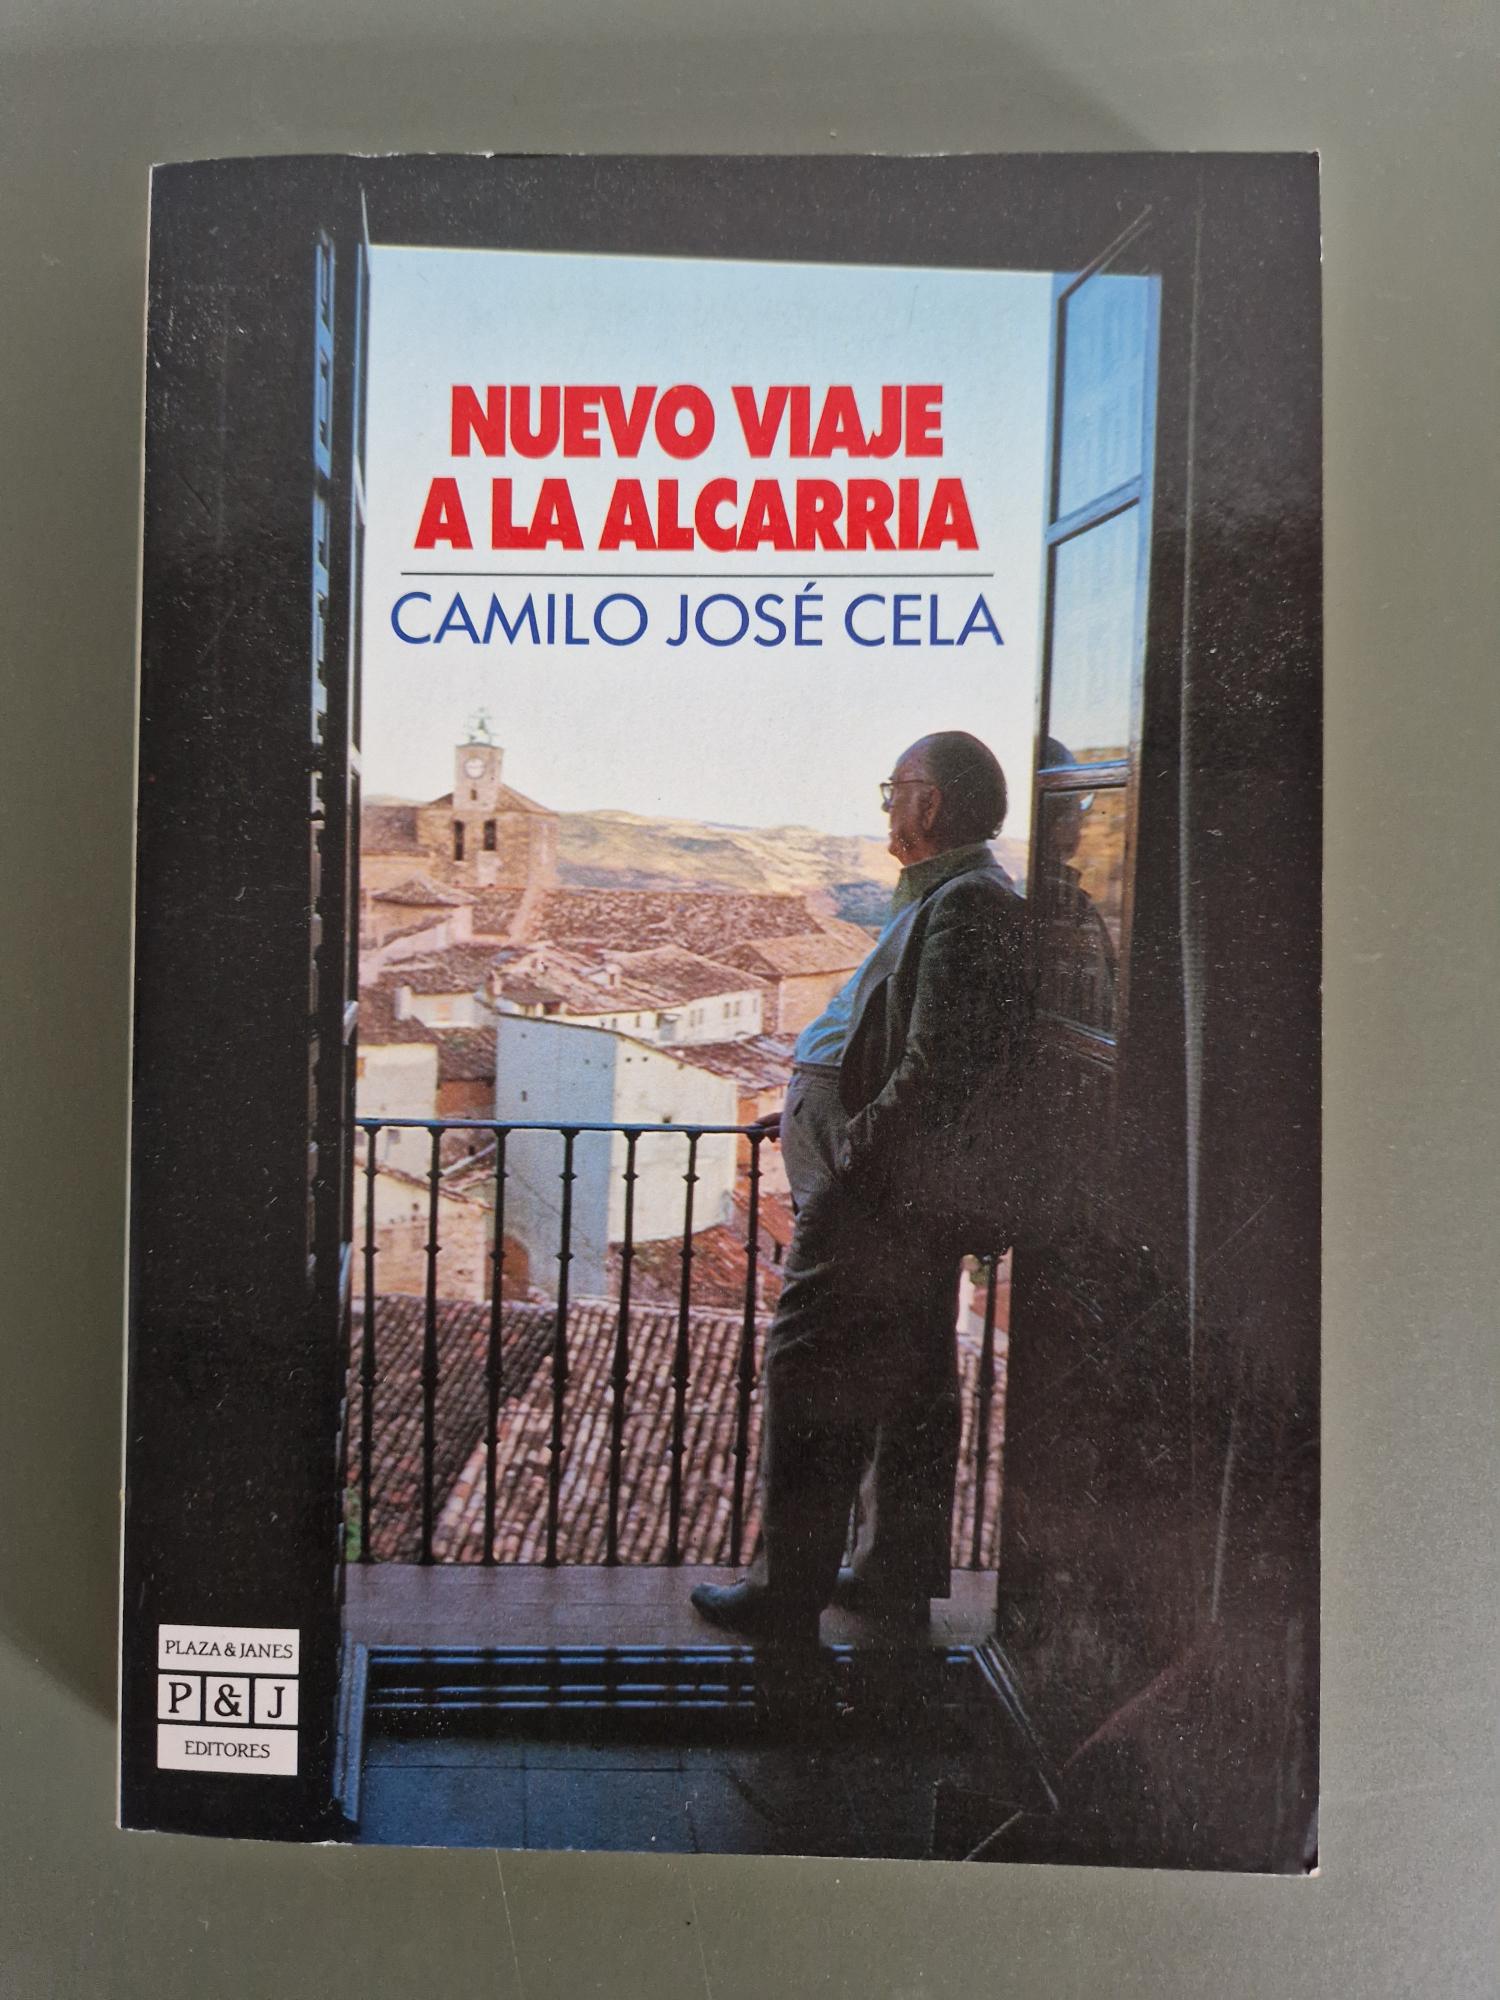 NUEVO VIAJE
A LA ALCARRIA
CAMILO JOSÉ CELA
PLAZA & JANES
P & J
EDITORES